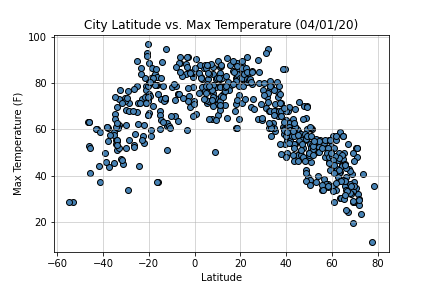 City Latitude vs. Max Temperature (04/01/20)
100
80
60
40
20
Max Temperature (F)
−60 −40 −20 0 20 40 60 80
Latitude